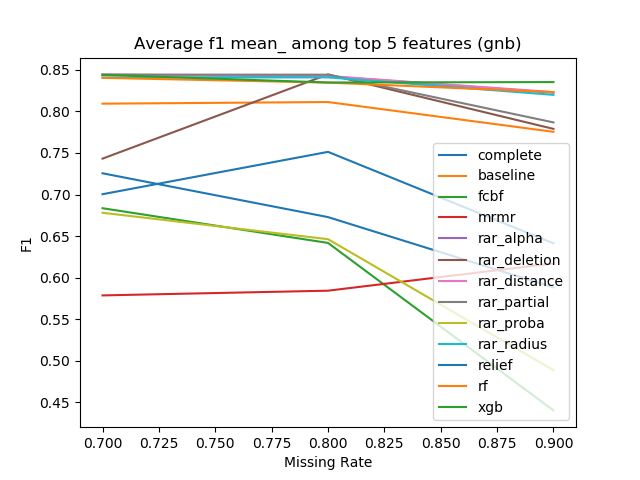 Average f1 mean_ among top 5 features (gnb)
F1
0.85
0.80
0.75
0.70
0.65
0.60
0.55
0.50
0.45
complete
baseline
fcbf
mrmr
rar_alpha
rar_deletion
rar_distance
rar_partial
rar_proba
rar_radius
relief
rf
xgb
0.700 0.725 0.750 0.775 0.800 0.825 0.850 0.875 0.900
Missing Rate